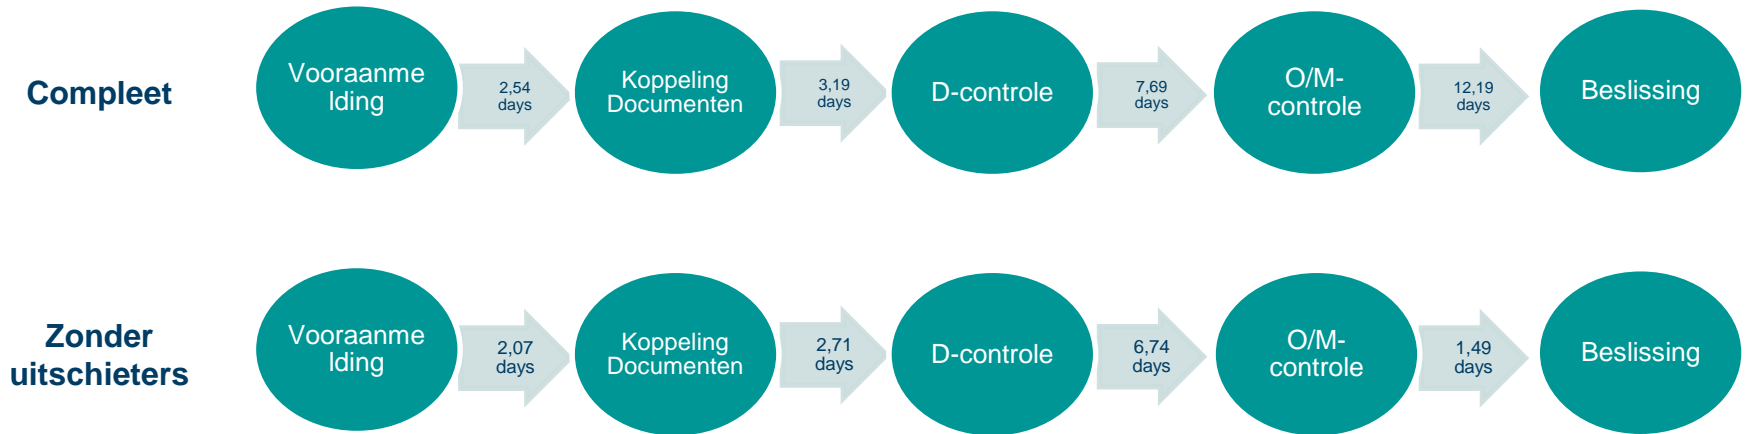 Compleet
Vooraanme
lding
2,54
days
Koppeling
Documenten
3,19
days
D-controle
7,69
days
O/M-
controle
12,19
days
Beslissing
Zonder
uitschieters
Vooraanme
lding
2,07
days
Koppeling
Documenten
2,71
days
D-controle
6,74
days
O/M-
controle
1,49
days
Beslissing